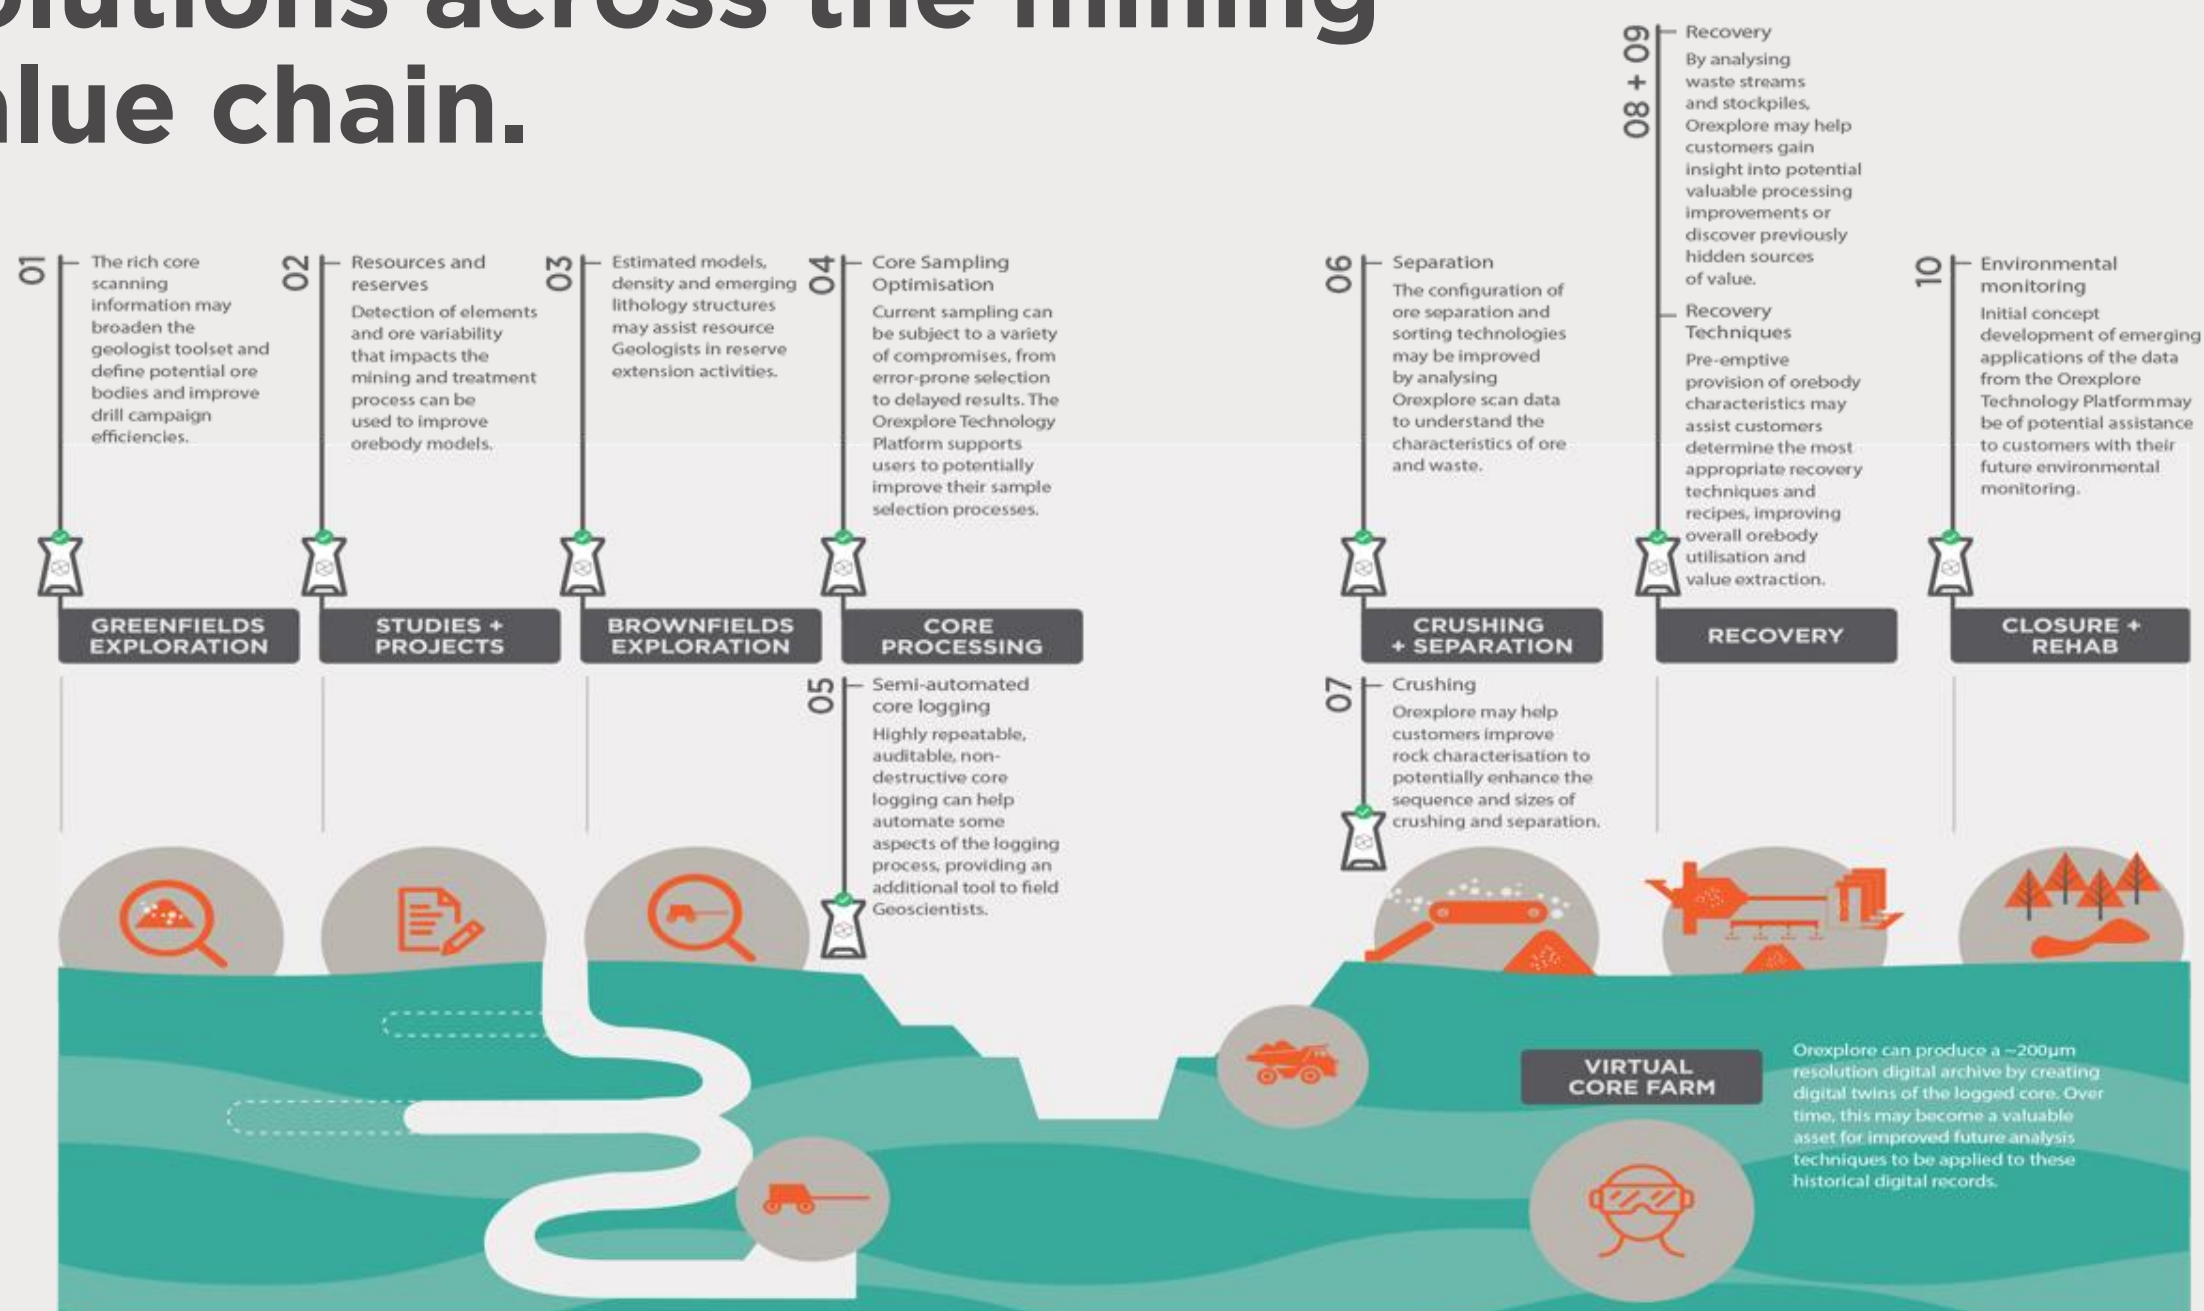 olutions across the mining
alue chain.
01
The rich core
scanning
information may
broaden the
geologist toolset and
define potential ore
bodies and improve
drill campaign
efficiencies.
02
Resources and
reserves
Detection of elements
and ore variability
that impacts the
mining and treatment
process can be
used to improve
orebody models.
03
Estimated models,
density and emerging
lithology structures
may assist resource
Geologists in reserve
extension activities.
04
Core Sampling
Optimisation
Current sampling can
be subject to a variety
of compromises, from
error-prone selection
to delayed results. The
Orexplore Technology
Platform supports
users to potentially
improve their sample
selection processes.
06
Separation
The configuration of
ore separation and
sorting technologies
may be improved
by analysing
Orexplore scan data
to understand the
characteristics of ore
and waste.
08 + 09
Recovery
By analysing
waste streams
and stockpiles,
Orexplore may help
customers gain
insight into potential
valuable processing
improvements or
discover previously
hidden sources
of value.
Recovery
Techniques
Pre-emptive
provision of orebody
characteristics may
assist customers
determine the most
appropriate recovery
techniques and
recipes, improving
overall orebody
utilisation and
value extraction.
10
Environmental
monitoring
Initial concept
development of emerging
applications of the data
from the Orexplore
Technology Platformmay
be of potential assistance
to customers with their
future environmental
monitoring.
GREENFIELDS
EXPLORATION
STUDIES +
PROJECTS
BROWNFIELDS
EXPLORATION
CORE
PROCESSING
CRUSHING
+ SEPARATION
RECOVERY
CLOSURE +
REHAB
05
Semi-automated
core logging
Highly repeatable,
auditable, non-
destructive core
logging can help
automate some
aspects of the logging
process, providing an
additional tool to field
Geoscientists.
07
Crushing
Orexplore may help
customers improve
rock characterisation to
potentially enhance the
sequence and sizes of
crushing and separation.
VIRTUAL
CORE FARM
Orexplore can produce a ~200µm
resolution digital archive by creating
digital twins of the logged core. Over
time, this may become a valuable
asset for improved future analysis
techniques to be applied to these
historical digital records.